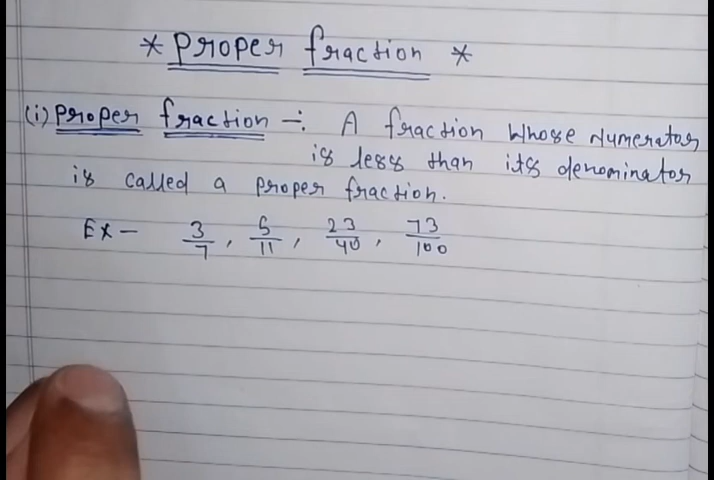 * Proper fraction *
(i) Proper fraction -: A fraction whose Numerator
is less than its denominator
is called a proper fraction.
Ex - 3/7, 5/11, 23/40, 73/100